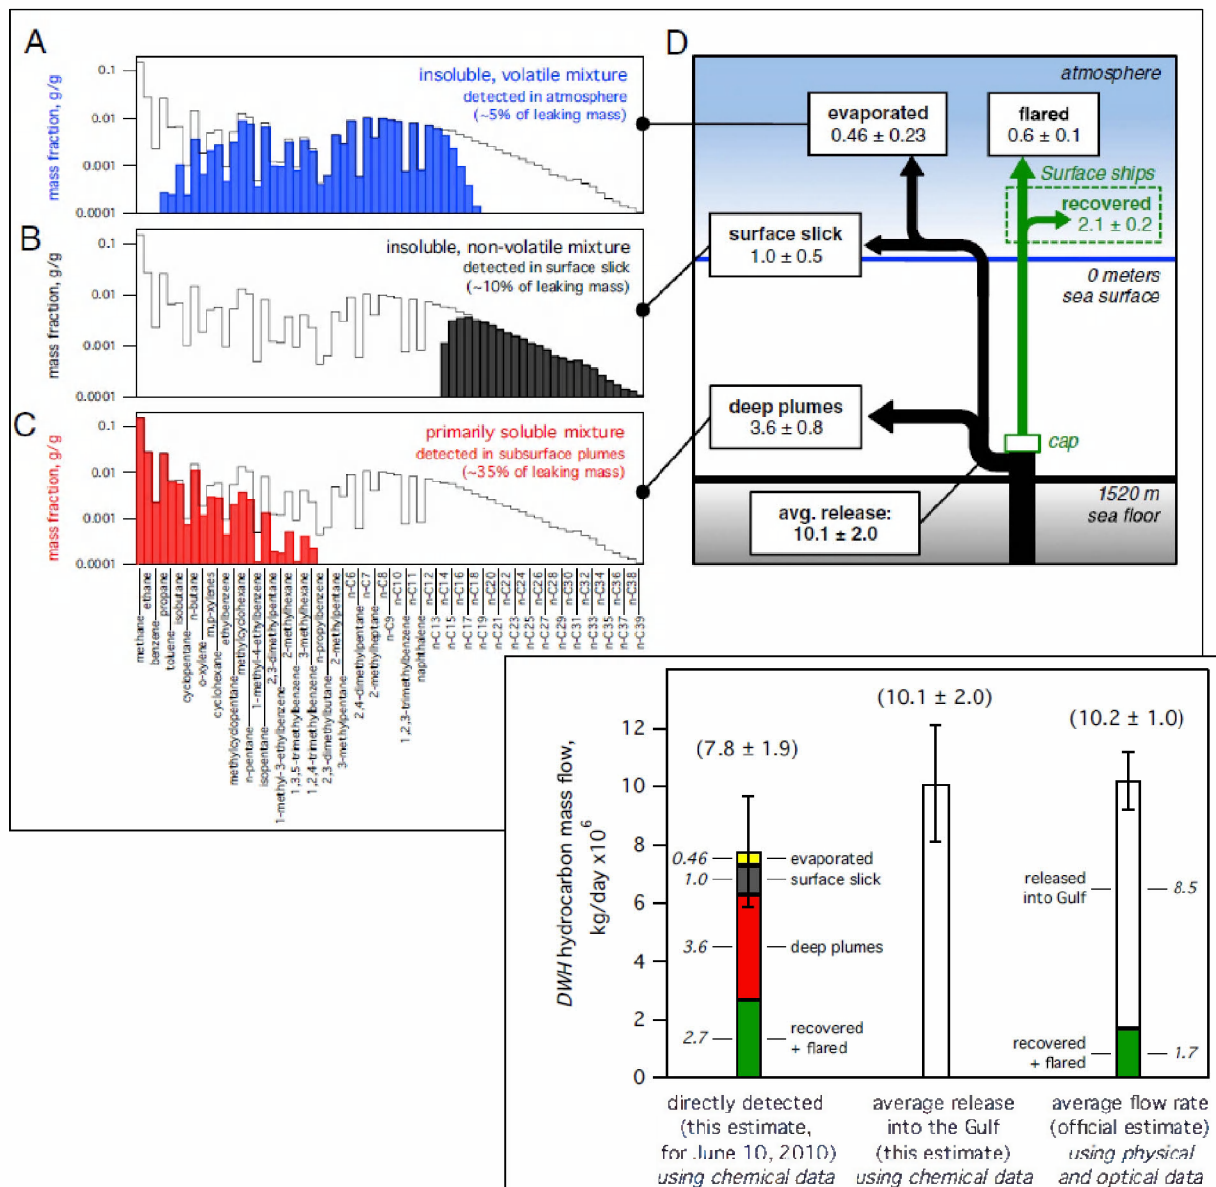 A
mass fraction, g/g
0.1
0.01
0.001
0.0001
insoluble, volatile mixture
detected in atmosphere
(~5% of leaking mass)
B
mass fraction, g/g
0.1
0.01
0.001
0.0001
insoluble, non-volatile mixture
detected in surface slick
(~10% of leaking mass)
C
mass fraction, g/g
0.1
0.01
0.001
0.0001
primarily soluble mixture
detected in subsurface plumes
(~35% of leaking mass)
methane
ethane
benzene
propane
toluene
isobutane
cyclopentane
n-butane
o-xylene
m,p-xylenes
cyclohexane
ethylbenzene
methylcyclopentane
methylcyclohexane
n-pentane
1-methyl-4-ethylbenzene
isopentane
2,3-dimethylpentane
1-methyl-3-ethylbenzene
2-methylhexane
1,3,5-trimethylbenzene
3-methylhexane
1,2,4-trimethylbenzene
n-propylbenzene
2,3-dimethylbutane
2-methylpentane
3-methylpentane
n-C6
2,4-dimethylpentane
n-C7
2-methylheptane
n-C8
n-C9
n-C10
1,2,3-trimethylbenzene
n-C11
naphthalene
n-C12
n-C13
n-C14
n-C15
n-C16
n-C17
n-C18
n-C19
n-C20
n-C21
n-C22
n-C23
n-C24
n-C25
n-C26
n-C27
n-C28
n-C29
n-C30
n-C31
n-C32
n-C33
n-C34
n-C35
n-C36
n-C37
n-C38
n-C39
D
atmosphere
evaporated
0.46 ± 0.23
flared
0.6 ± 0.1
Surface ships
recovered
2.1 ± 0.2
surface slick
1.0 ± 0.5
0 meters
sea surface
deep plumes
3.6 ± 0.8
cap
avg. release:
10.1 ± 2.0
1520 m
sea floor
DWH hydrocarbon mass flow,
kg/day x10⁶
12
10
8
6
4
2
0
(7.8 ± 1.9)
(10.1 ± 2.0)
(10.2 ± 1.0)
0.46
evaporated
1.0
surface slick
3.6
deep plumes
2.7
recovered
+ flared
released
into Gulf
8.5
recovered
+ flared
1.7
directly detected
(this estimate,
for June 10, 2010)
using chemical data
average release
into the Gulf
(this estimate)
using chemical data
average flow rate
(official estimate)
using physical
and optical data